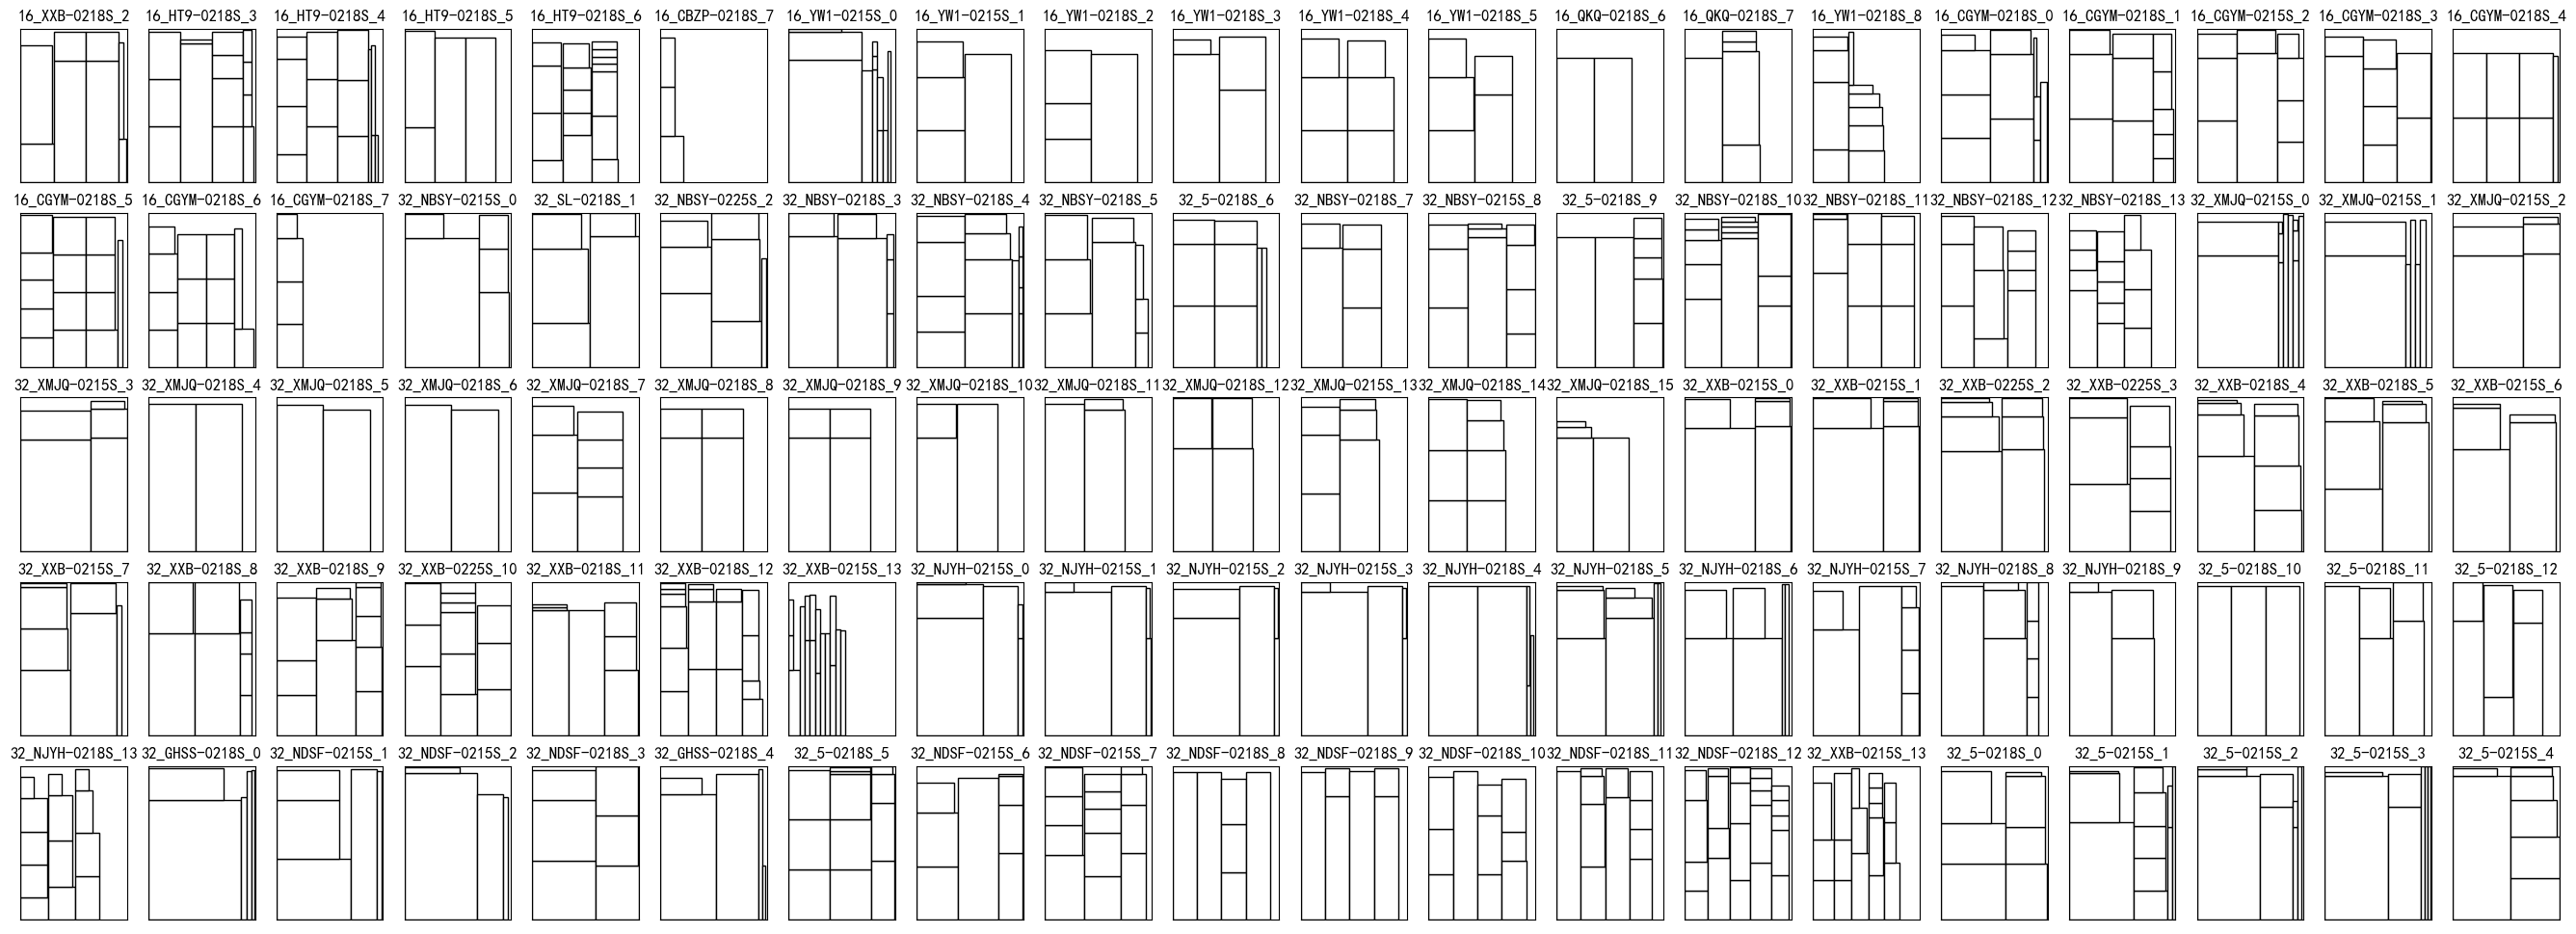 16_XXB-0218S_2 16_HT9-0218S_3 16_HT9-0218S_4 16_HT9-0218S_5 16_HT9-0218S_6 16_CBZP-0218S_7 16_YW1-0215S_0 16_YW1-0215S_1 16_YW1-0218S_2 16_YW1-0218S_3 16_YW1-0218S_4 16_YW1-0218S_5 16_QKQ-0218S_6 16_QKQ-0218S_7 16_YW1-0218S_8 16_CGYM-0218S_0 16_CGYM-0218S_1 16_CGYM-0215S_2 16_CGYM-0218S_3 16_CGYM-0218S_4
16_CGYM-0218S_5 16_CGYM-0218S_6 16_CGYM-0218S_7 32_NBSY-0215S_0 32_SL-0218S_1 32_NBSY-0225S_2 32_NBSY-0218S_3 32_NBSY-0218S_4 32_NBSY-0218S_5 32_5-0218S_6 32_NBSY-0218S_7 32_NBSY-0215S_8 32_5-0218S_9 32_NBSY-0218S_10 32_NBSY-0218S_11 32_NBSY-0218S_12 32_NBSY-0218S_13 32_XMJQ-0215S_0 32_XMJQ-0215S_1 32_XMJQ-0215S_2
32_XMJQ-0215S_3 32_XMJQ-0218S_4 32_XMJQ-0218S_5 32_XMJQ-0218S_6 32_XMJQ-0218S_7 32_XMJQ-0218S_8 32_XMJQ-0218S_9 32_XMJQ-0218S_10 32_XMJQ-0218S_11 32_XMJQ-0218S_12 32_XMJQ-0215S_13 32_XMJQ-0218S_14 32_XMJQ-0218S_15 32_XXB-0215S_0 32_XXB-0215S_1 32_XXB-0225S_2 32_XXB-0225S_3 32_XXB-0218S_4 32_XXB-0218S_5 32_XXB-0215S_6
32_XXB-0215S_7 32_XXB-0218S_8 32_XXB-0218S_9 32_XXB-0225S_10 32_XXB-0218S_11 32_XXB-0218S_12 32_XXB-0215S_13 32_NJYH-0215S_0 32_NJYH-0215S_1 32_NJYH-0215S_2 32_NJYH-0215S_3 32_NJYH-0218S_4 32_NJYH-0218S_5 32_NJYH-0218S_6 32_NJYH-0215S_7 32_NJYH-0218S_8 32_NJYH-0218S_9 32_5-0218S_10 32_5-0218S_11 32_5-0218S_12
32_NJYH-0218S_13 32_GHSS-0218S_0 32_NDSF-0215S_1 32_NDSF-0215S_2 32_NDSF-0218S_3 32_GHSS-0218S_4 32_5-0218S_5 32_NDSF-0215S_6 32_NDSF-0215S_7 32_NDSF-0218S_8 32_NDSF-0218S_9 32_NDSF-0218S_10 32_NDSF-0218S_11 32_NDSF-0218S_12 32_XXB-0215S_13 32_5-0218S_0 32_5-0215S_1 32_5-0215S_2 32_5-0215S_3 32_5-0215S_4